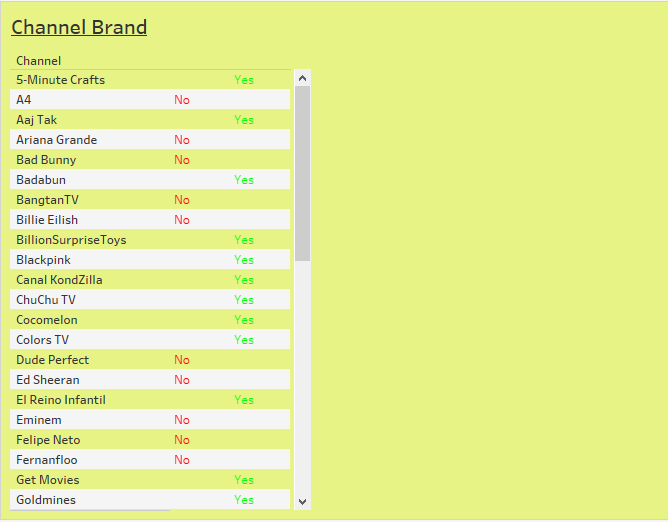 Channel Brand
Channel
5-Minute Crafts Yes
A4 No
Aaj Tak Yes
Ariana Grande No
Bad Bunny No
Badabun Yes
BangtanTV No
Billie Eilish No
BillionSurpriseToys Yes
Blackpink Yes
Canal KondZilla Yes
ChuChu TV Yes
Cocomelon Yes
Colors TV Yes
Dude Perfect No
Ed Sheeran No
El Reino Infantil Yes
Eminem No
Felipe Neto No
Fernanfloo No
Get Movies Yes
Goldmines Yes